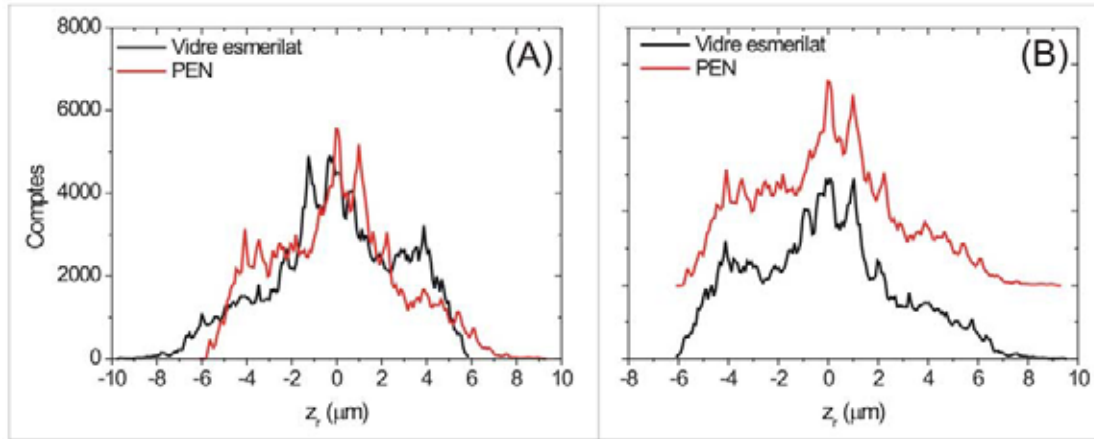 8000
6000
4000
2000
0
Comptes
Vidre esmerilat
PEN
(A)
-10 -8 -6 -4 -2 0 2 4 6 8 10
zr (μm)
Vidre esmerilat
PEN
(B)
-8 -6 -4 -2 0 2 4 6 8 10
zr (μm)